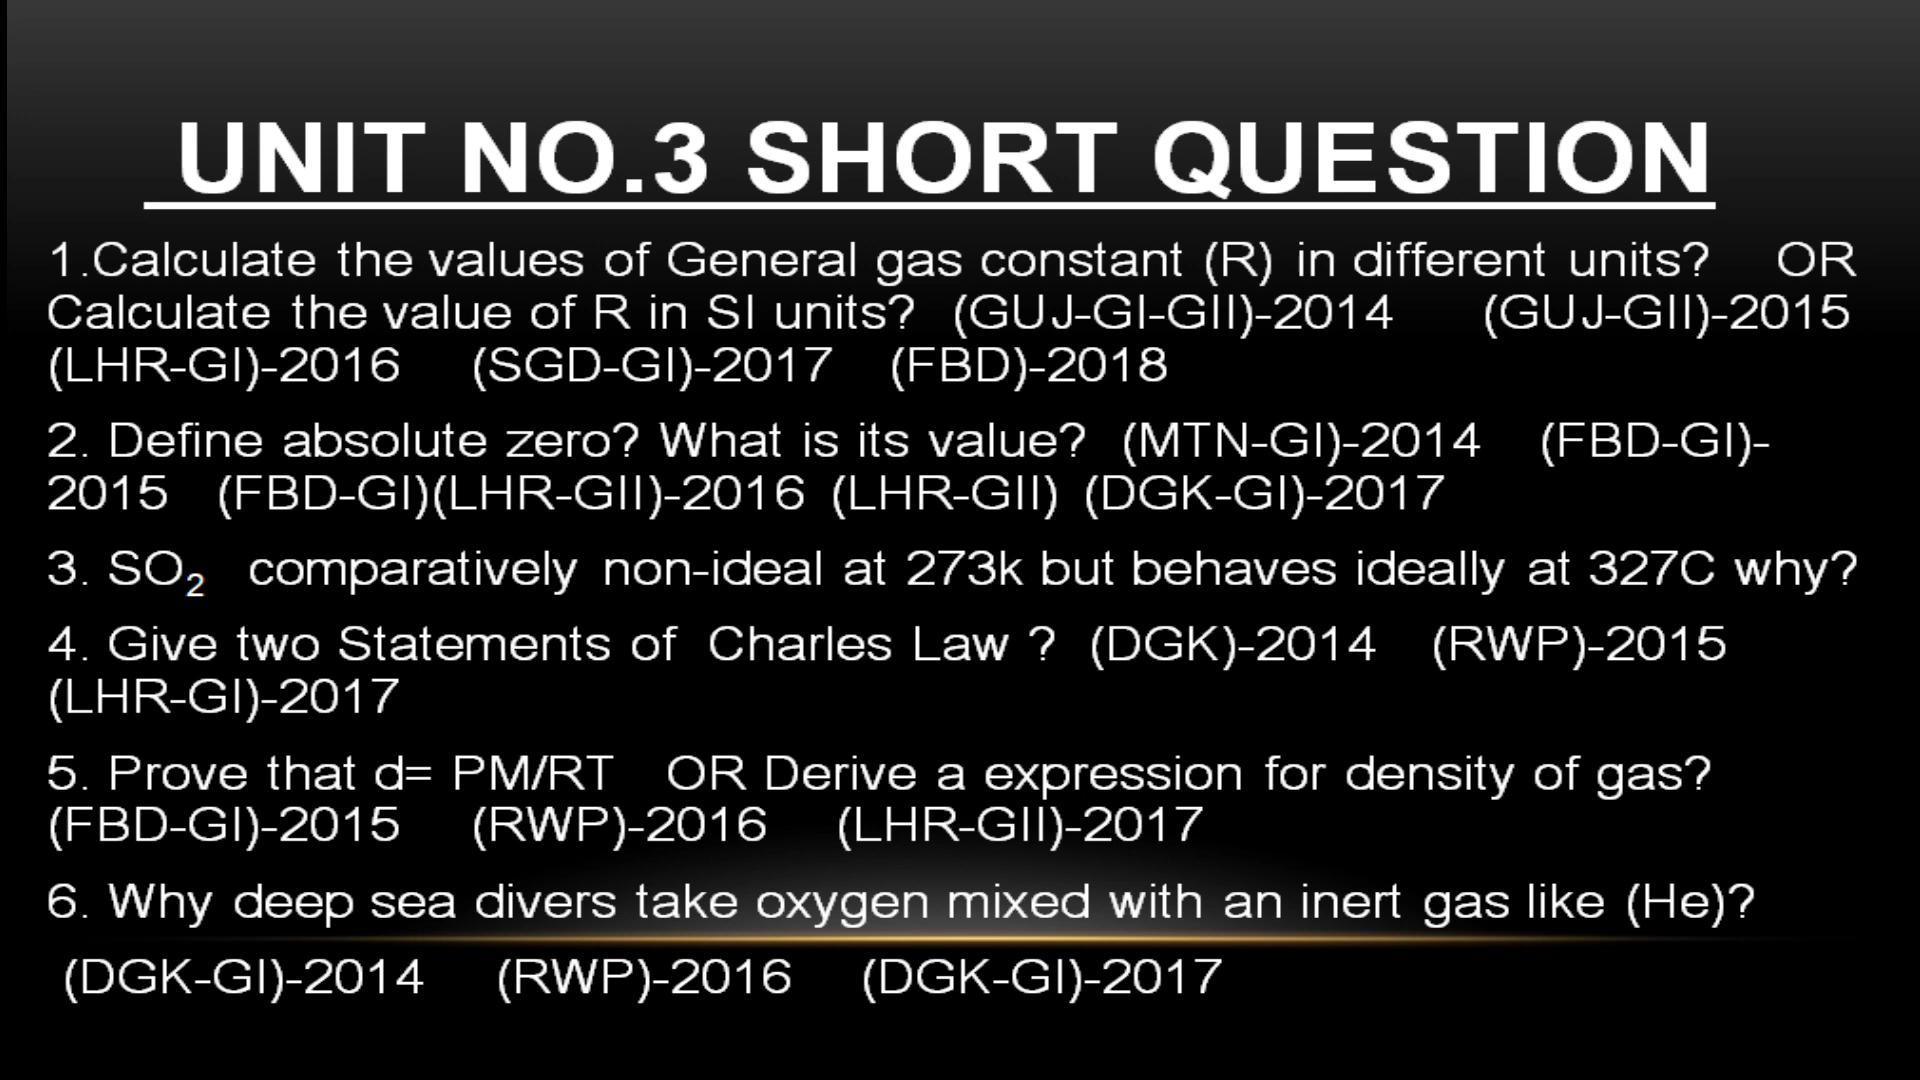 UNIT NO.3 SHORT QUESTION
1.Calculate the values of General gas constant (R) in different units? OR
Calculate the value of R in SI units? (GUJ-GI-GII)-2014 (GUJ-GII)-2015
(LHR-GI)-2016 (SGD-GI)-2017 (FBD)-2018
2. Define absolute zero? What is its value? (MTN-GI)-2014 (FBD-GI)-
2015 (FBD-GI)(LHR-GII)-2016 (LHR-GII) (DGK-GI)-2017
3. SO₂ comparatively non-ideal at 273k but behaves ideally at 327C why?
4. Give two Statements of Charles Law ? (DGK)-2014 (RWP)-2015
(LHR-GI)-2017
5. Prove that d= PM/RT OR Derive a expression for density of gas?
(FBD-GI)-2015 (RWP)-2016 (LHR-GII)-2017
6. Why deep sea divers take oxygen mixed with an inert gas like (He)?
(DGK-GI)-2014 (RWP)-2016 (DGK-GI)-2017